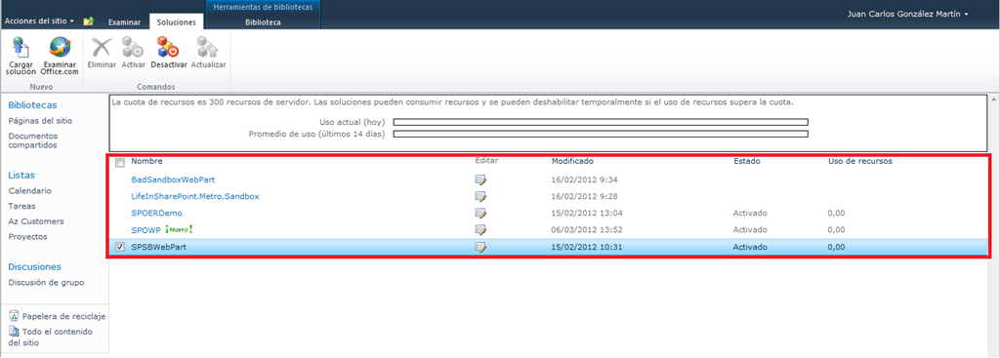 Herramientas de bibliotecas
Acciones del sitio Examinar Soluciones Biblioteca
Juan Carlos González Martín
Cargar solución
Examinar Office.com
Eliminar Activar Desactivar Actualizar
Nuevo Comandos
Bibliotecas
Páginas del sitio
Documentos
compartidos
Listas
Calendario
Tareas
Az Customers
Proyectos
Discusiones
Discusión de grupo
Papelera de reciclaje
Todo el contenido
del sitio
La cuota de recursos es 300 recursos de servidor. Las soluciones pueden consumir recursos y se pueden deshabilitar temporalmente si el uso de recursos supera la cuota.
Uso actual (hoy)
Promedio de uso (últimos 14 días)
Nombre Editar Modificado Estado Uso de recursos
BadSandboxWebPart 16/02/2012 9:34
LifeInSharePoint.Metro.Sandbox 16/02/2012 9:28
SPOERDemo 15/02/2012 13:04 Activado 0,00
SPOWP ¡Nuevo! 06/03/2012 13:52 Activado 0,00
SPSBWebPart 15/02/2012 10:31 Activado 0,00